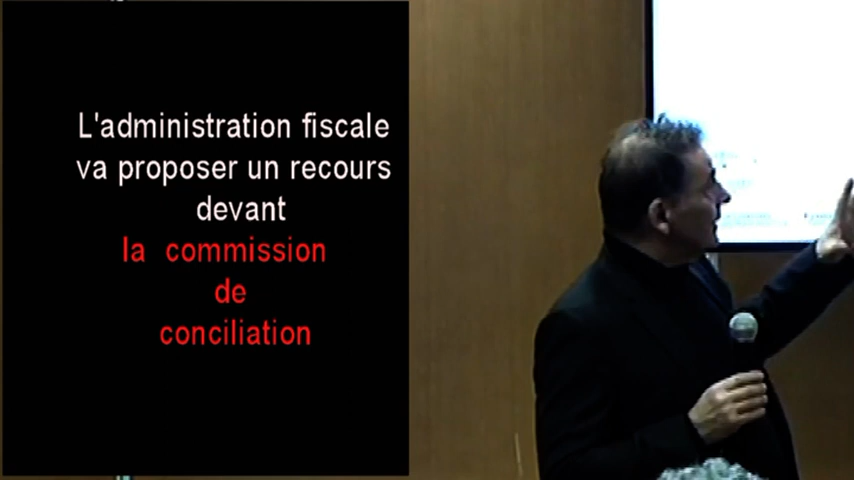 L'administration fiscale
va proposer un recours
devant
la commission
de
conciliation